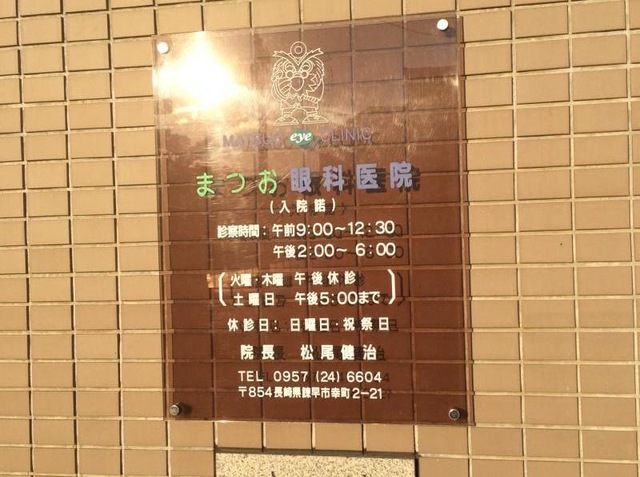 MATSUO eye CLINIC
まつお眼科医院
(入院諾)
診察時間:午前9:00~12:30
午後2:00~ 6:00
火曜・木曜 午後休診
土曜日 午後5:00まで
休診日: 日曜日・祝祭日
院長 松尾健治
TEL 0957 (24) 6604
〒854 長崎県諫早市幸町2-21